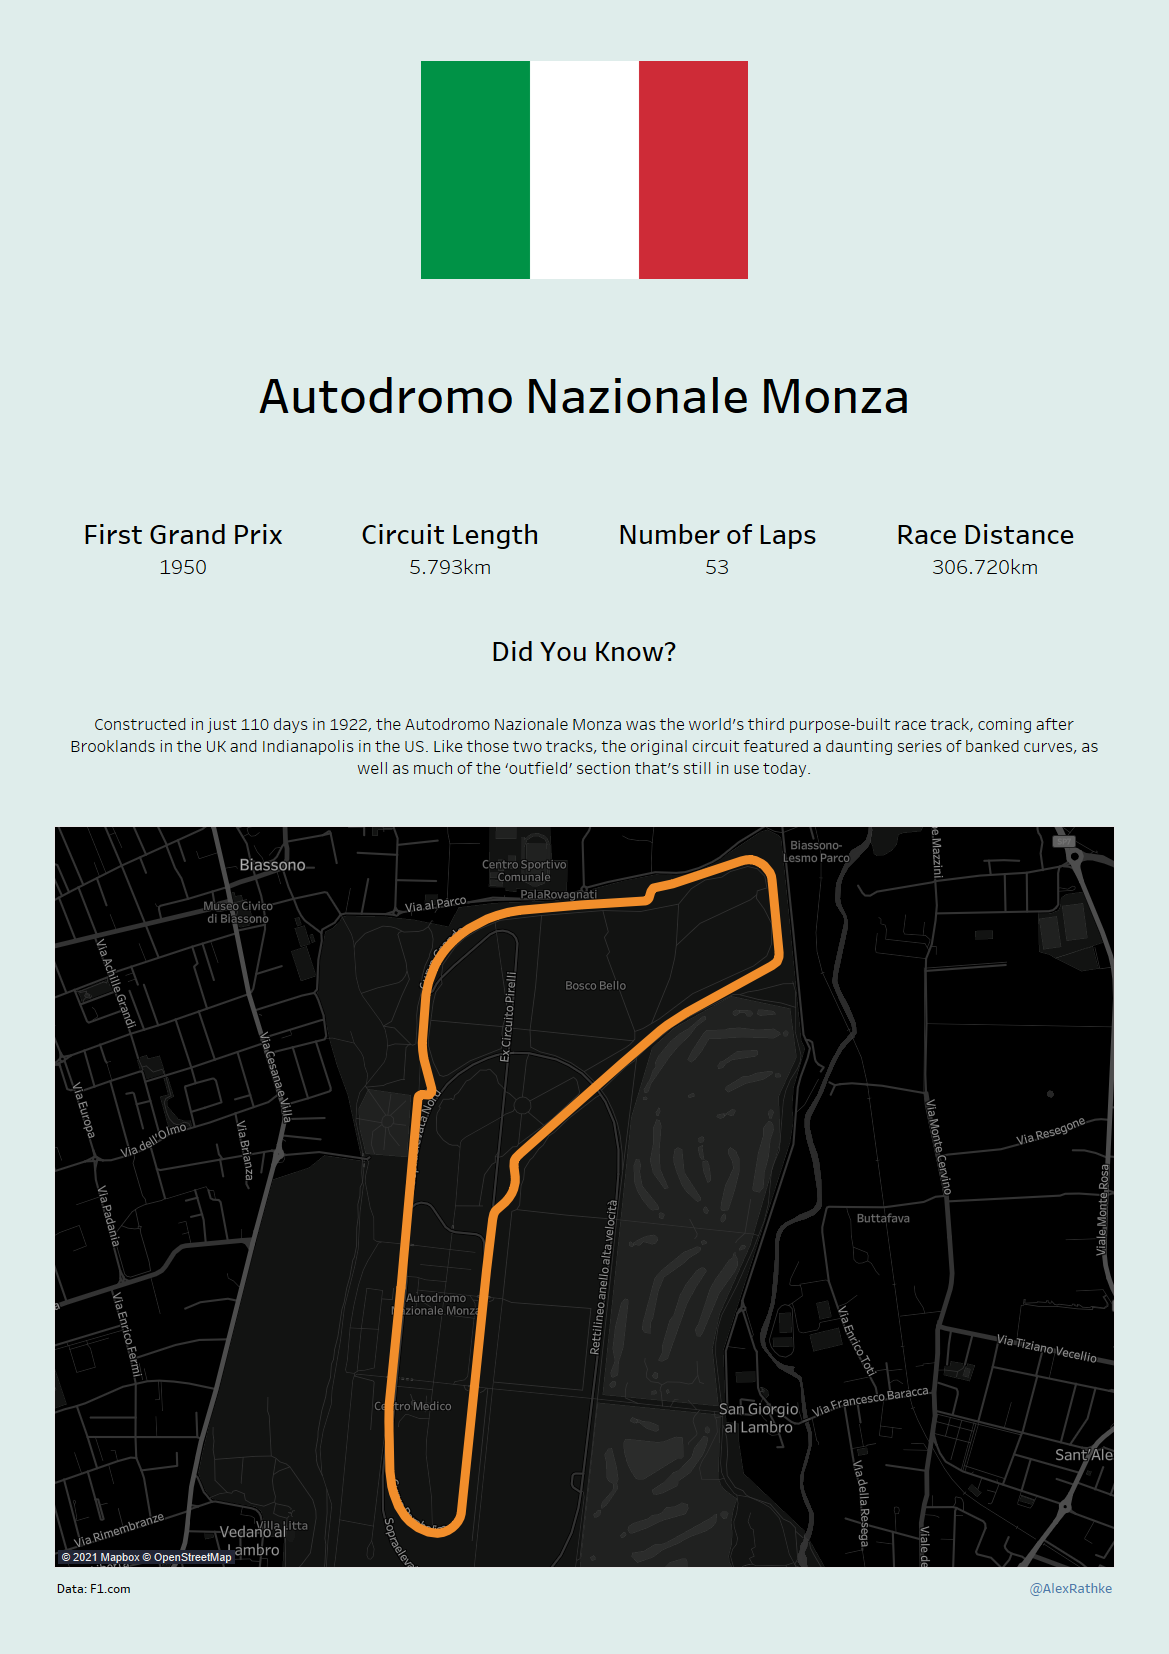 Autodromo Nazionale Monza
First Grand Prix
1950
Circuit Length
5.793km
Number of Laps
53
Race Distance
306.720km
Did You Know?
Constructed in just 110 days in 1922, the Autodromo Nazionale Monza was the world’s third purpose-built race track, coming after
Brooklands in the UK and Indianapolis in the US. Like those two tracks, the original circuit featured a daunting series of banked curves, as
well as much of the ‘outfield’ section that’s still in use today.
Biassono
Centro Sportivo
Comunale
Biassono-
Lesmo Parco
Mazzini
PalaRovagnati
Museo Civico
di Biassono
Via al Parco
Via Achille Grandi
Bosco Bello
Ex Circuito Pirelli
Via Cesana e Villa
Via Europa
Via dell'Olmo
Via Brianza
Nord
Via Monte Cervino
Via Resegone
Via Padania
Viale Monte Rosa
Buttafava
Rettilineo anello alta velocità
Autodromo
Nazionale Monza
Via Enrico Fermi
Via Enrico Toti
Via Tiziano Vecellio
Via Francesco Baracca
Centro Medico
San Giorgio
al Lambro
Sant'Ale
Via della Resega
Via Rimembranze
Villa Litta
Vedano al
Lambro
Sopraeleva
Viale de
© 2021 Mapbox © OpenStreetMap
Data: F1.com
@AlexRathke